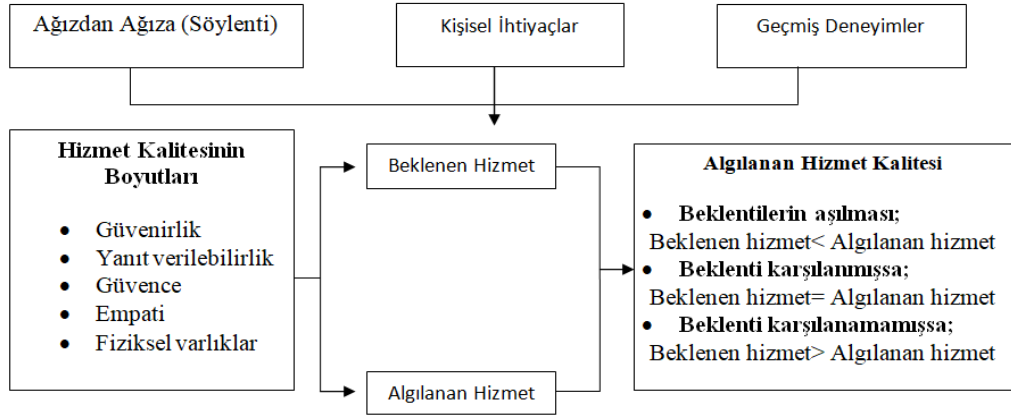 Ağızdan Ağıza (Söylenti)
Kişisel İhtiyaçlar
Geçmiş Deneyimler
Hizmet Kalitesinin
Boyutları
• Güvenirlik
• Yanıt verilebilirlik
• Güvence
• Empati
• Fiziksel varlıklar
Beklenen Hizmet
Algılanan Hizmet
Algılanan Hizmet Kalitesi
• Beklentilerin aşılması;
Beklenen hizmet< Algılanan hizmet
• Beklenti karşılanmışsa;
Beklenen hizmet= Algılanan hizmet
• Beklenti karşılanamamışsa;
Beklenen hizmet> Algılanan hizmet